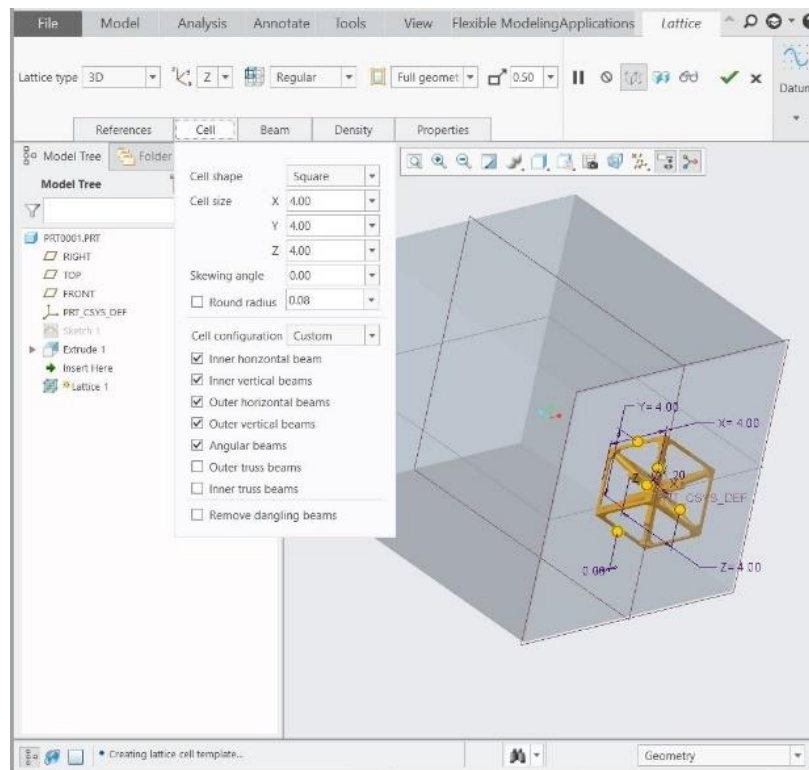 File Model Analysis Annotate Tools View Flexible Modeling Applications Lattice
Lattice type 3D Z Regular Full geomet 0.50
Datum
References Cell Beam Density Properties
Model Tree Folder
Model Tree
PRT0001.PRT
RIGHT
TOP
FRONT
PRT_CSYS_DEF
Sketch 1
Extrude 1
Insert Here
Lattice 1
Cell shape Square
Cell size X 4.00
Y 4.00
Z 4.00
Skewing angle 0.00
Round radius 0.08
Cell configuration Custom
Inner horizontal beam
Inner vertical beams
Outer horizontal beams
Outer vertical beams
Angular beams
Outer truss beams
Inner truss beams
Remove dangling beams
Y= 4.00
X= 4.00
Z
PRT_CSYS_DEF
Z= 4.00
• Creating lattice cell template...
Geometry